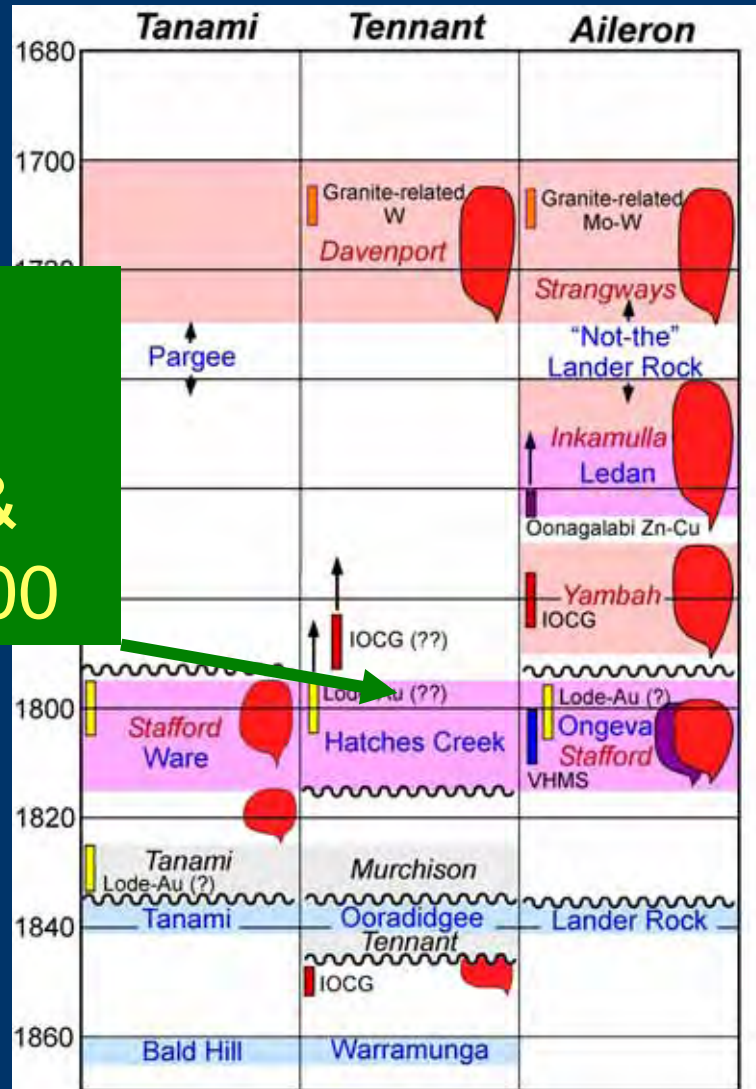 Tanami Tennant Aileron
1680
1700
Granite-related
W
Davenport
Granite-related
Mo-W
Strangways
Pargee
"Not-the"
Lander Rock
Inkamulla
Ledan
Oonagalabi Zn-Cu
&
00
Yambah
IOCG
IOCG (??)
1800
Stafford
Ware
Lode-Au (??)
Hatches Creek
Lode-Au (?)
Ongeva
Stafford
VHMS
1820
Tanami
Lode-Au (?)
Murchison
1840
Tanami
Ooradidgee
Lander Rock
Tennant
IOCG
1860
Bald Hill
Warramunga